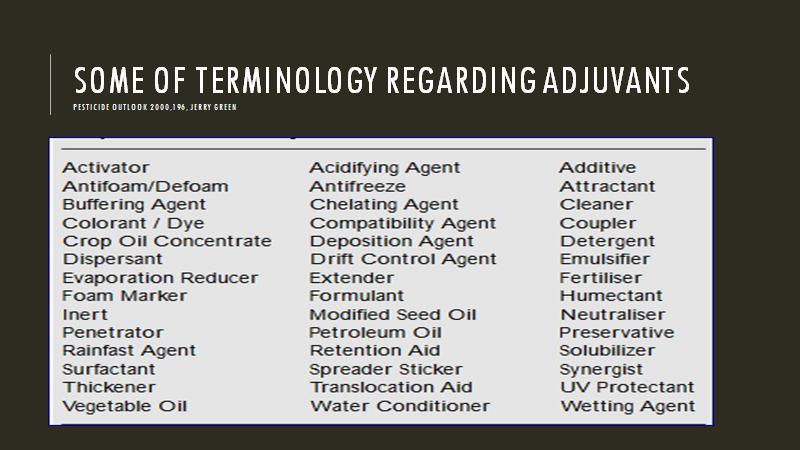 SOME OF TERMINOLOGY REGARDING ADJUVANTS
PESTICIDE OUTLOOK 2000,196, JERRY GREEN
Activator Acidifying Agent Additive
Antifoam/Defoam Antifreeze Attractant
Buffering Agent Chelating Agent Cleaner
Colorant / Dye Compatibility Agent Coupler
Crop Oil Concentrate Deposition Agent Detergent
Dispersant Drift Control Agent Emulsifier
Evaporation Reducer Extender Fertiliser
Foam Marker Formulant Humectant
Inert Modified Seed Oil Neutraliser
Penetrator Petroleum Oil Preservative
Rainfast Agent Retention Aid Solubilizer
Surfactant Spreader Sticker Synergist
Thickener Translocation Aid UV Protectant
Vegetable Oil Water Conditioner Wetting Agent